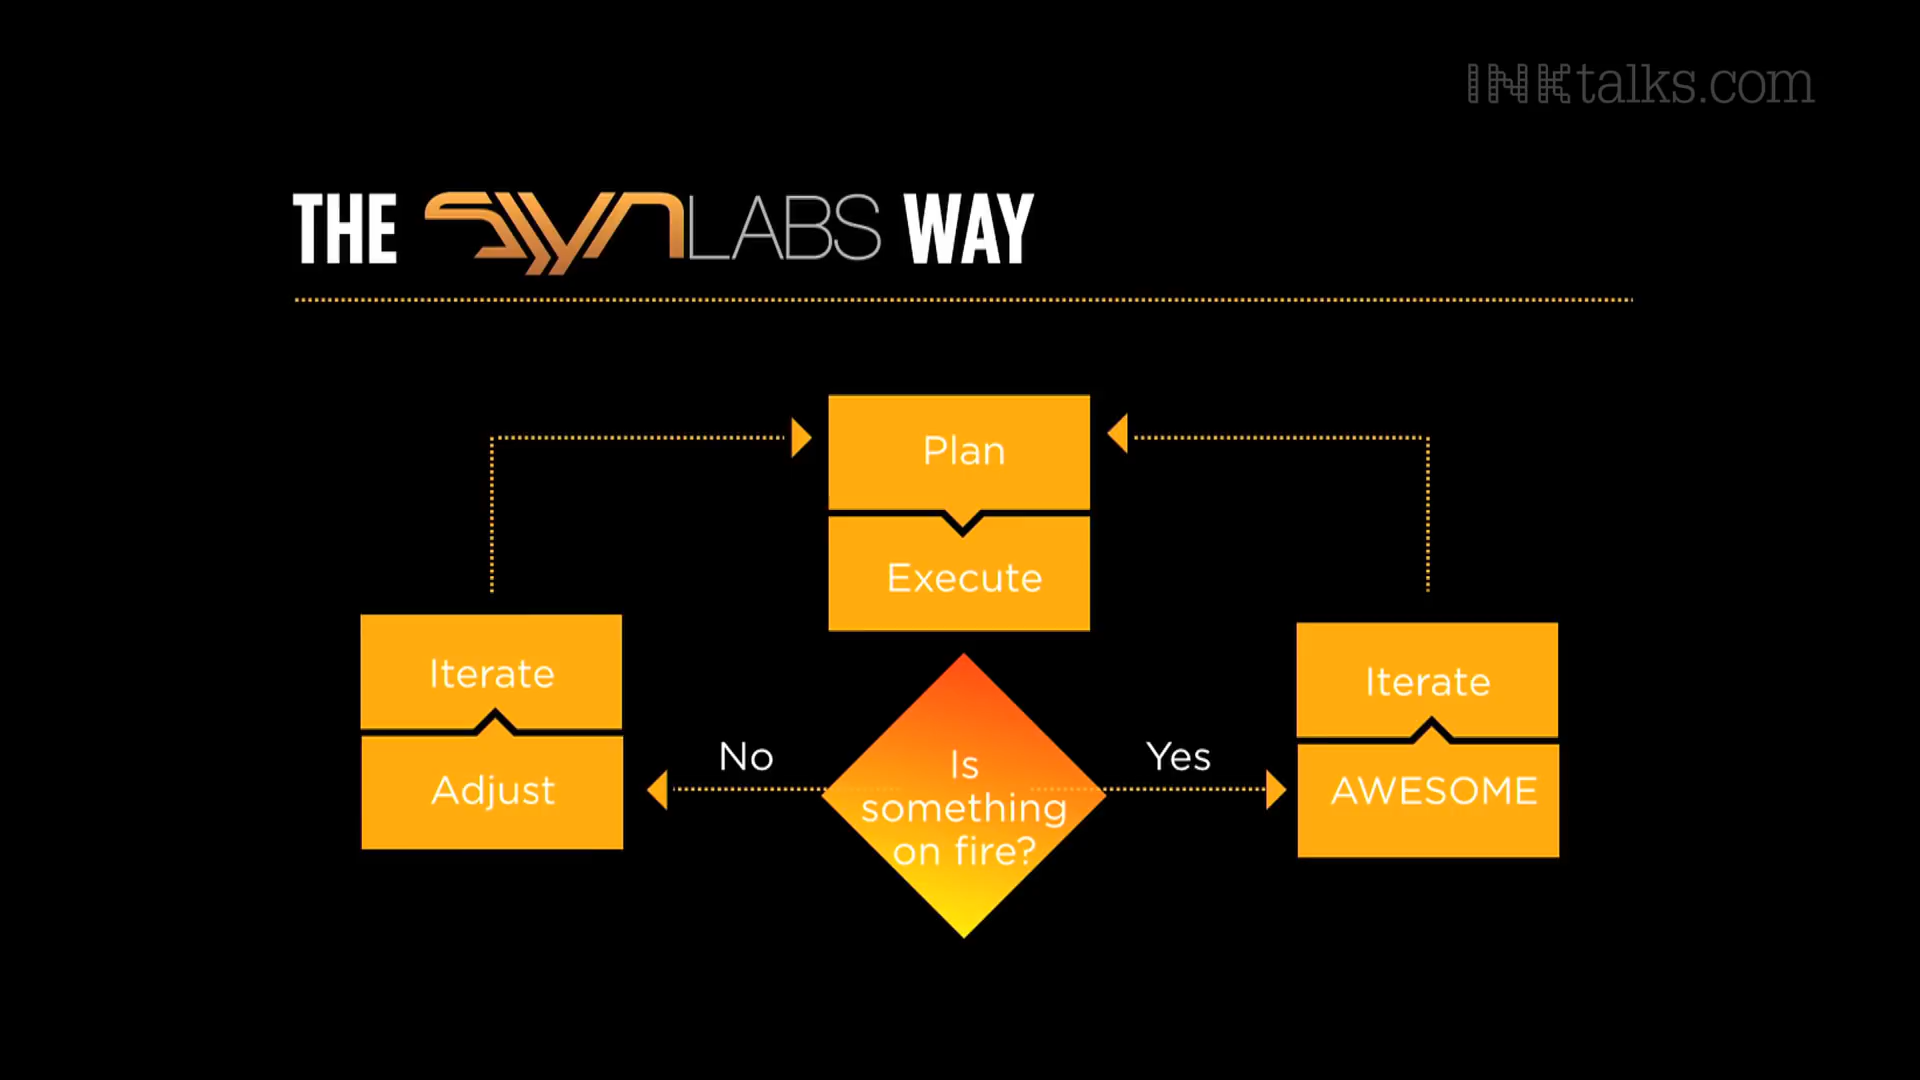 INKtalks.com
THE SYNLABS WAY
Plan
Execute
Iterate
Adjust
No
Is
something
on fire?
Yes
Iterate
AWESOME